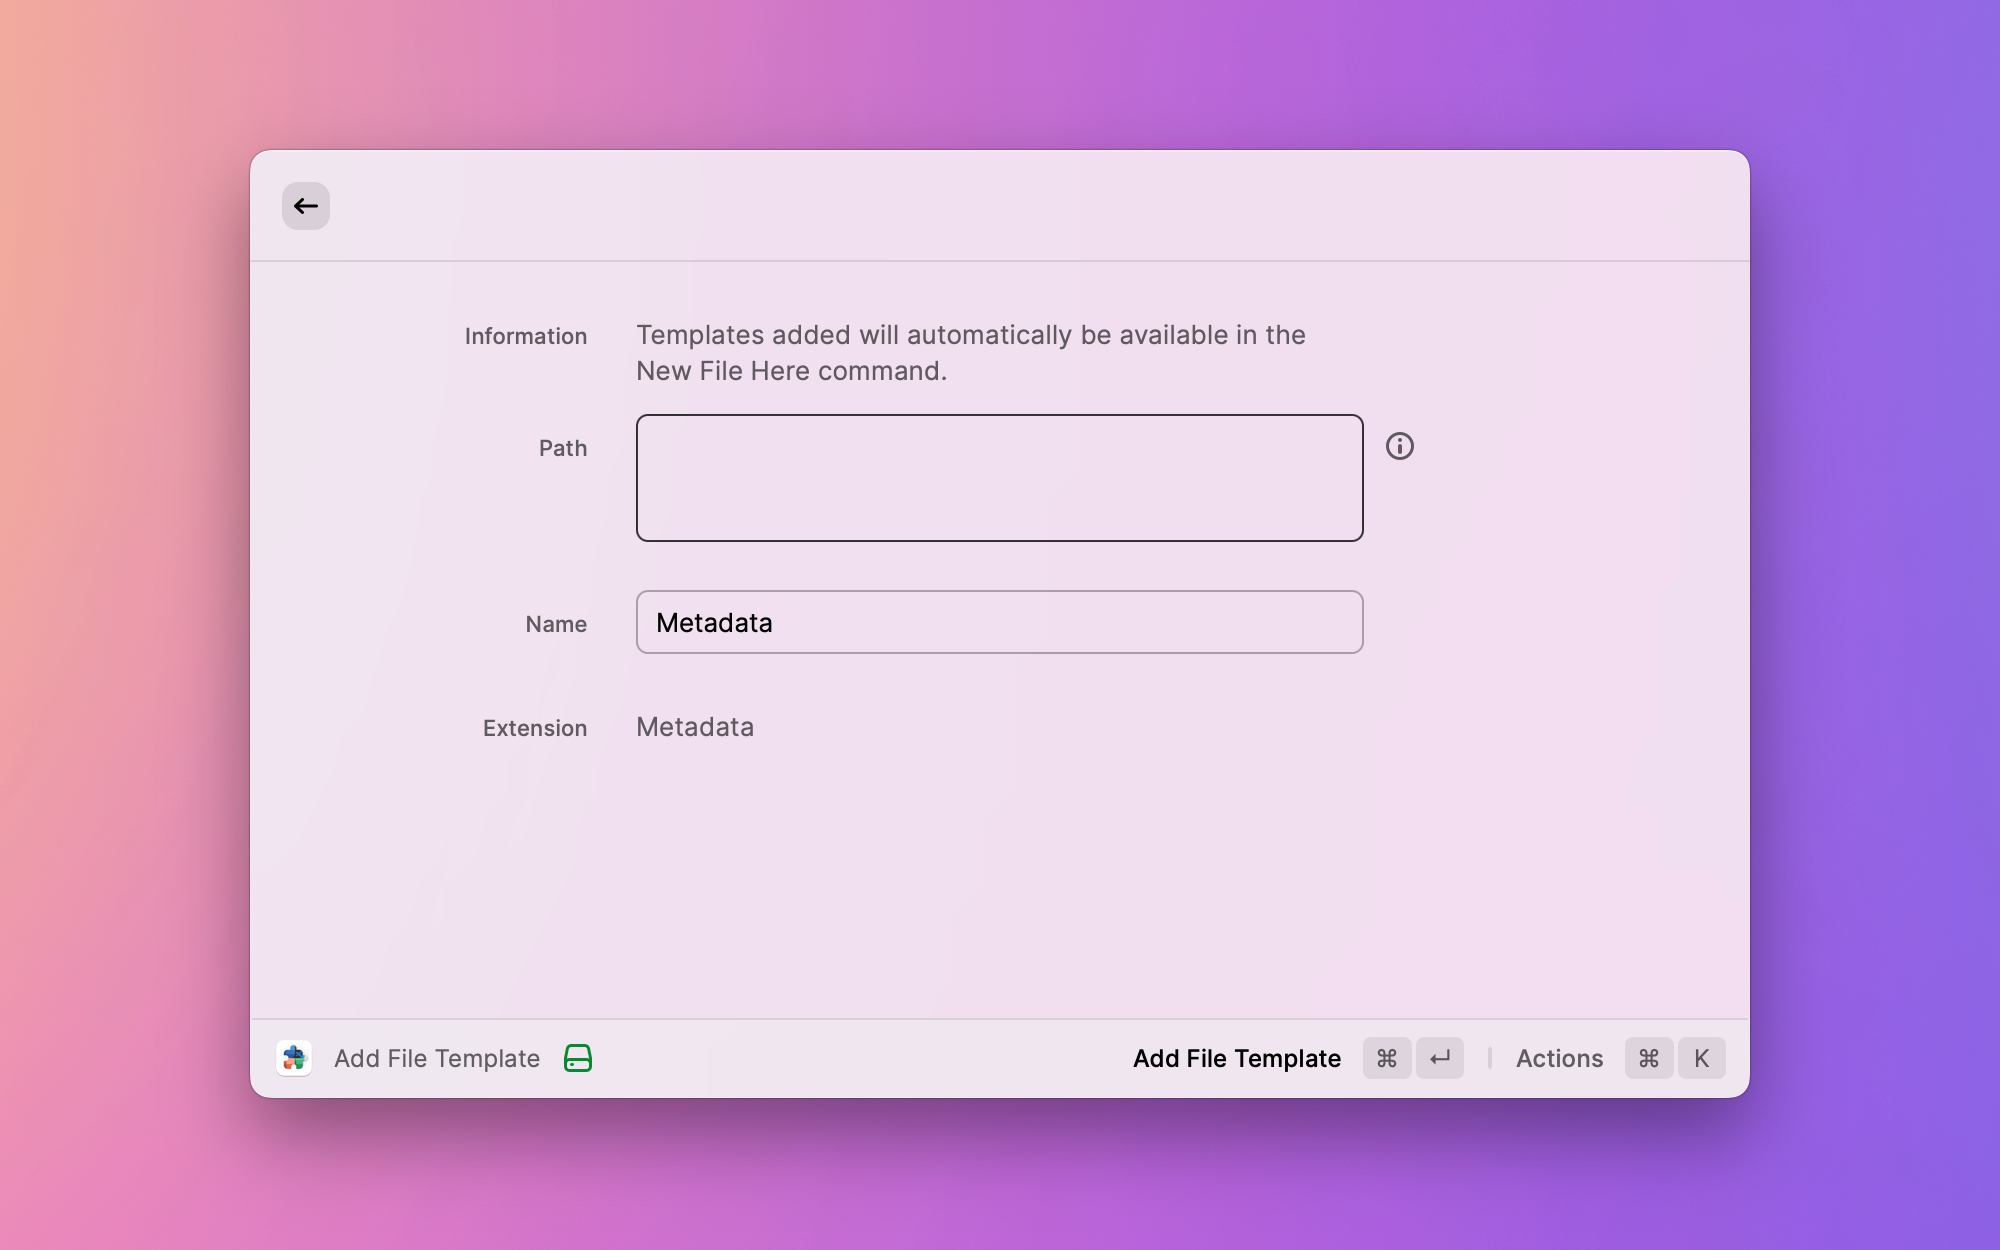 Information
Templates added will automatically be available in the
New File Here command.
Path
Name
Metadata
Extension
Metadata
Add File Template
Add File Template ⌘ ↵ | Actions ⌘ K